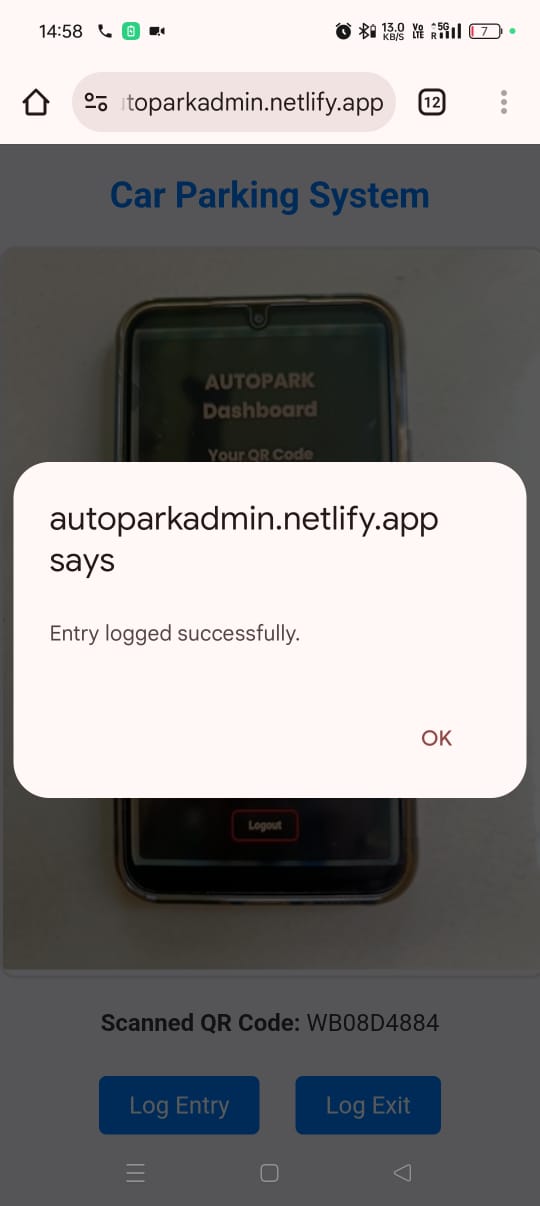 14:58
13.0
KB/S
Vo
LTE
5G
R
7
toparkadmin.netlify.app
12
Car Parking System
AUTOPARK
Dashboard
Your QR Code
autoparkadmin.netlify.app
says
Entry logged successfully.
OK
Logout
Scanned QR Code: WB08D4884
Log Entry
Log Exit